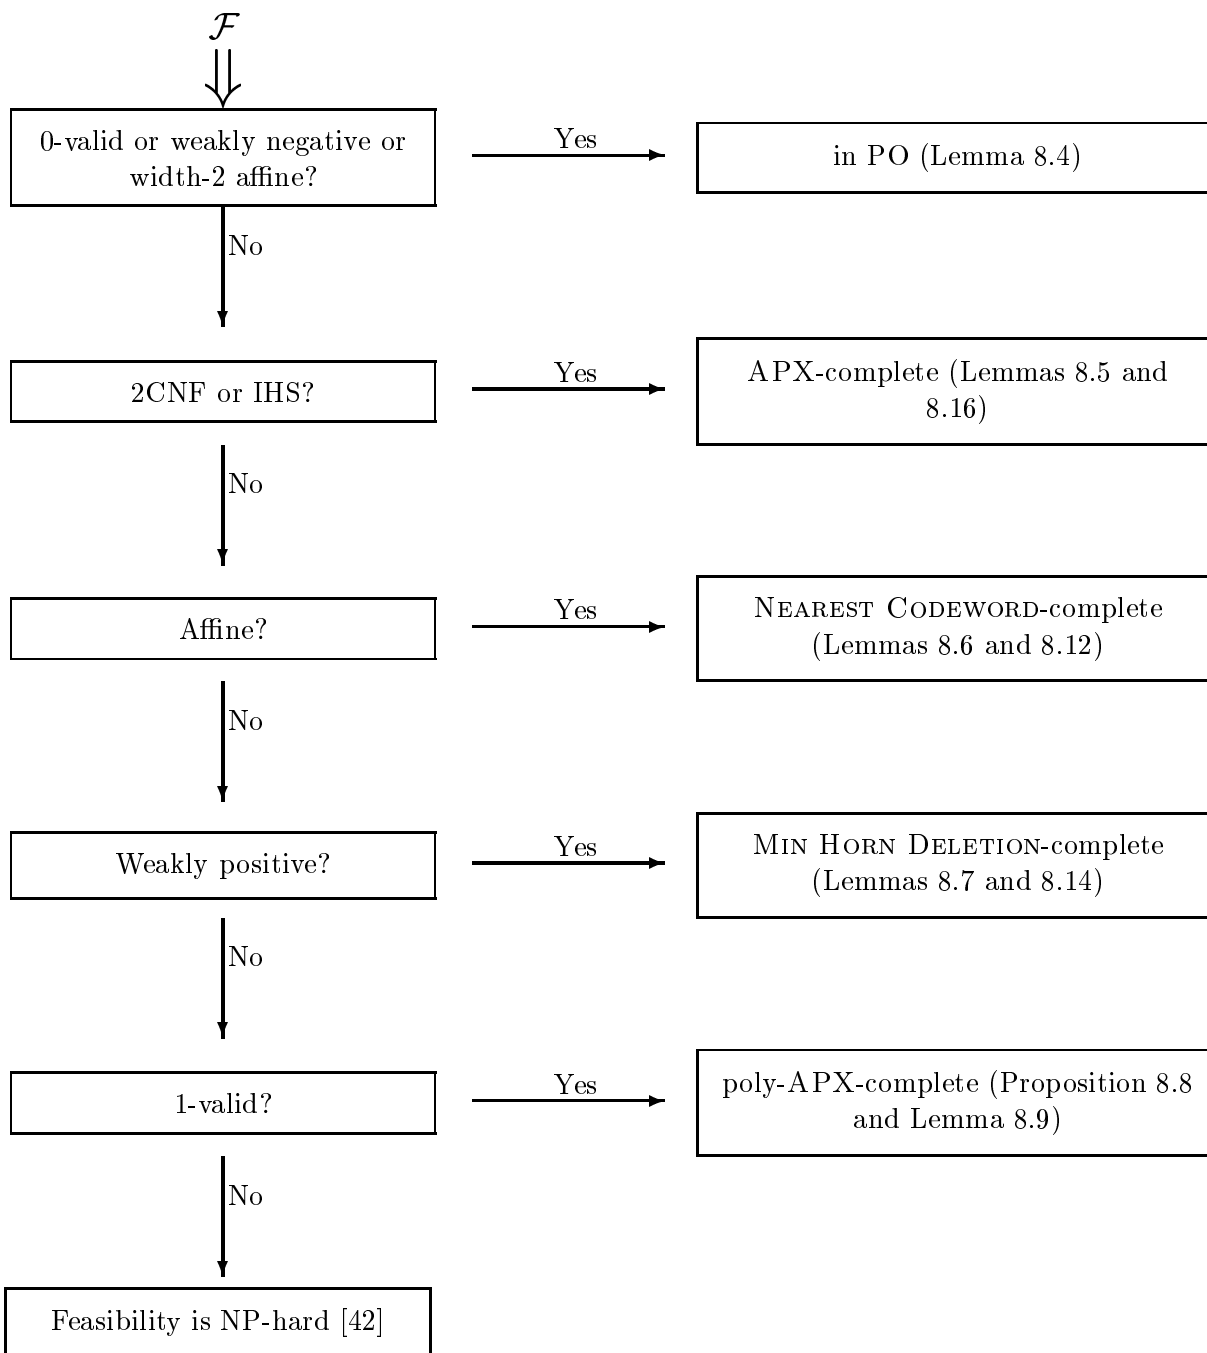 ℱ
0-valid or weakly negative or
width-2 affine?
Yes
in PO (Lemma 8.4)
No
2CNF or IHS?
Yes
APX-complete (Lemmas 8.5 and
8.16)
No
Affine?
Yes
NEAREST CODEWORD-complete
(Lemmas 8.6 and 8.12)
No
Weakly positive?
Yes
MIN HORN DELETION-complete
(Lemmas 8.7 and 8.14)
No
1-valid?
Yes
poly-APX-complete (Proposition 8.8
and Lemma 8.9)
No
Feasibility is NP-hard [42]